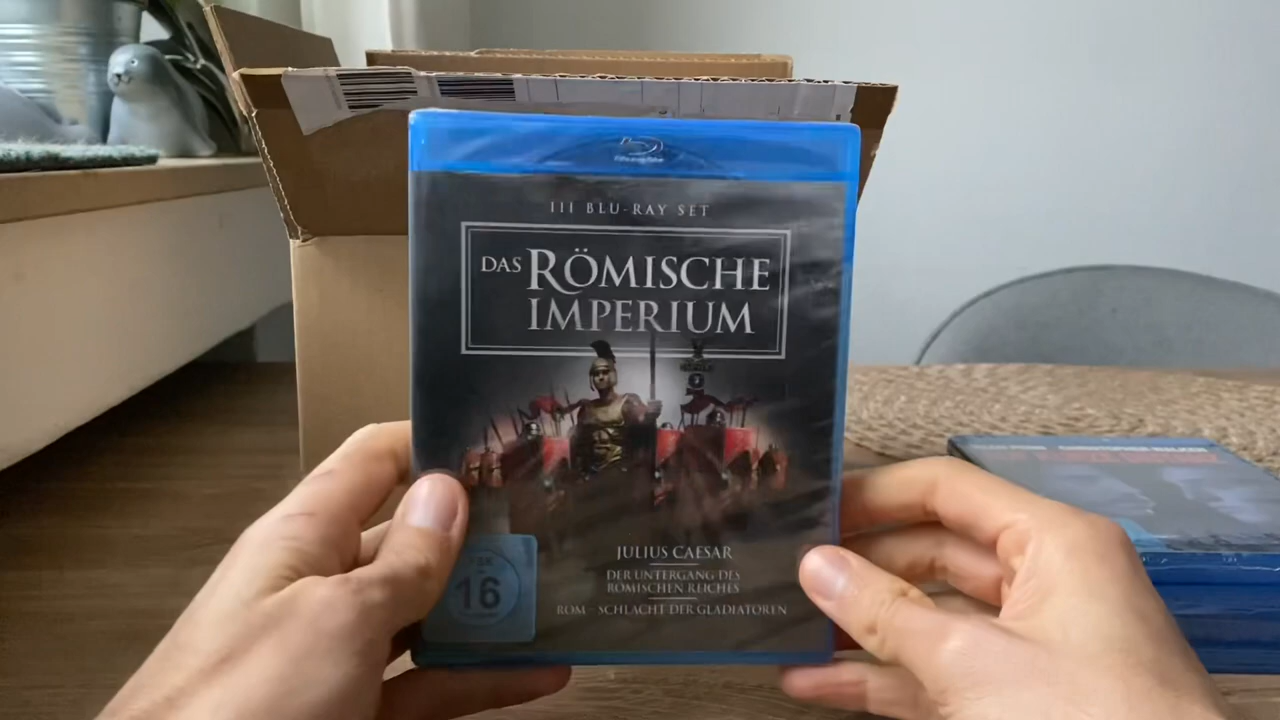 III BLU-RAY SET
DAS RÖMISCHE
IMPERIUM
JULIUS CAESAR
DER UNTERGANG DES
RÖMISCHEN REICHES
ROM – SCHLACHT DER GLADIATOREN
FSK
16